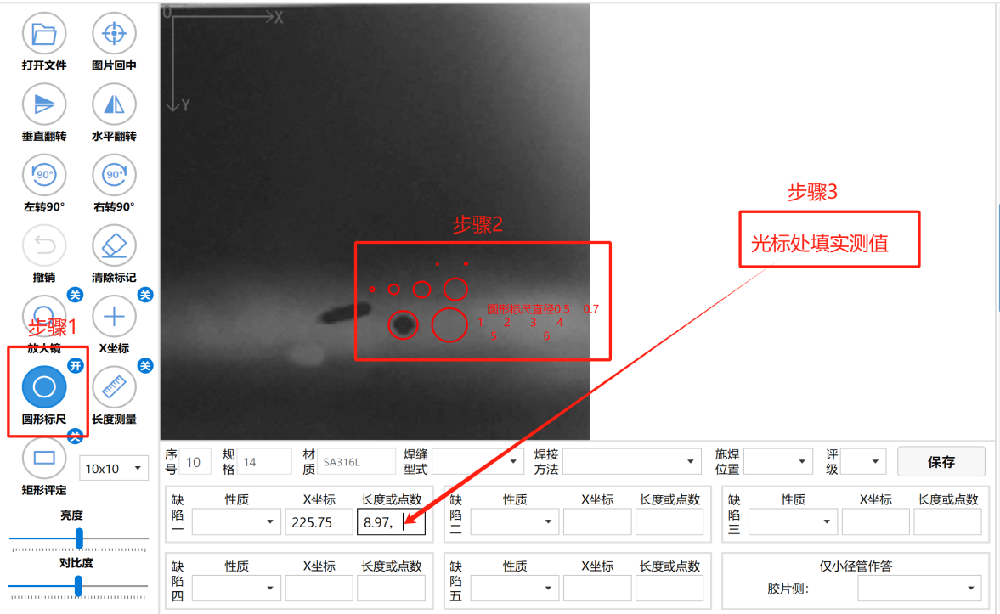 打开文件 图片回中
垂直翻转 水平翻转
90° 90°
左转90° 右转90°
撤销 清除标记
关 关
放大镜 X坐标
步骤1
开 关
圆形标尺 长度测量
关
矩形评定 10x10
亮度
对比度
0 X
Y
步骤2
圆形标尺直径0.5 0.7
1 2 3 4
5 6
步骤3
光标处填实测值
序号 10 规格 14 材质 SA316L 焊缝型式 焊接方法 施焊位置 评级 保存
缺陷一 性质 X坐标 长度或点数
225.75 8.97,
缺陷二 性质 X坐标 长度或点数
缺陷三 性质 X坐标 长度或点数
缺陷四 性质 X坐标 长度或点数
缺陷五 性质 X坐标 长度或点数
仅小径管作答
胶片侧: